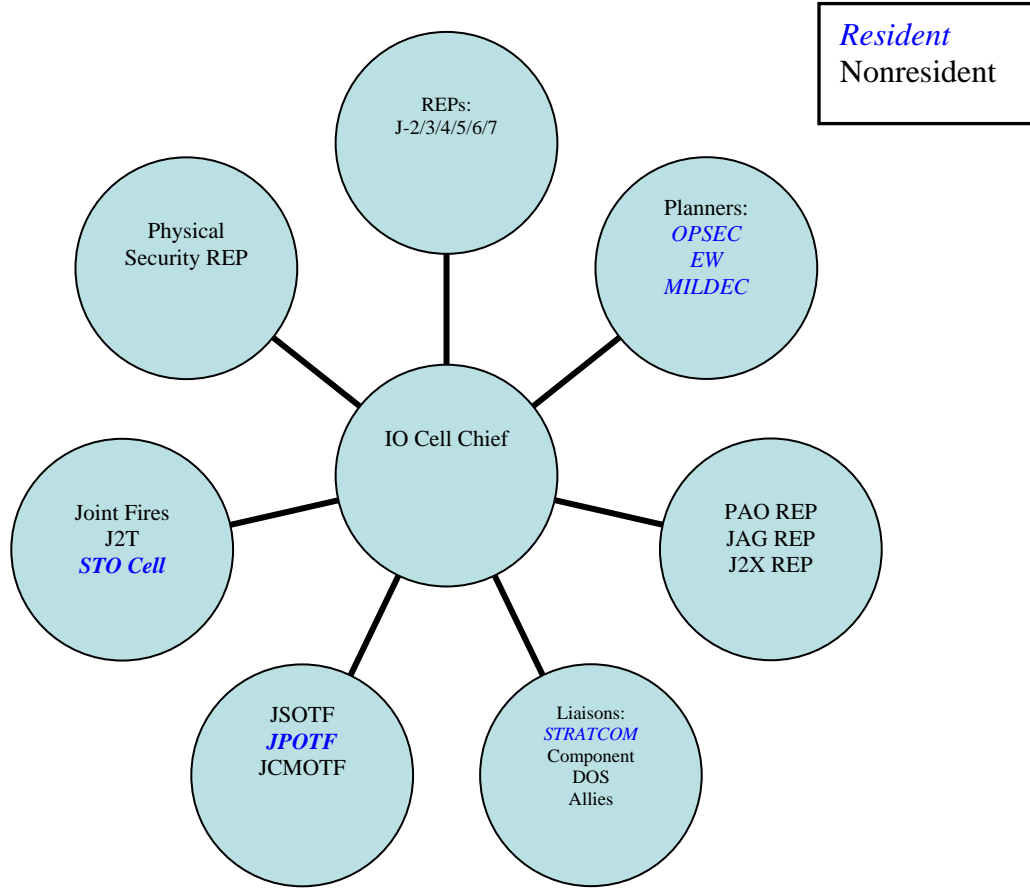 Resident
Nonresident
REPs:
J-2/3/4/5/6/7
Planners:
OPSEC
EW
MILDEC
Physical
Security REP
IO Cell Chief
Joint Fires
J2T
STO Cell
PAO REP
JAG REP
J2X REP
JSOTF
JPOTF
JCMOTF
Liaisons:
STRATCOM
Component
DOS
Allies